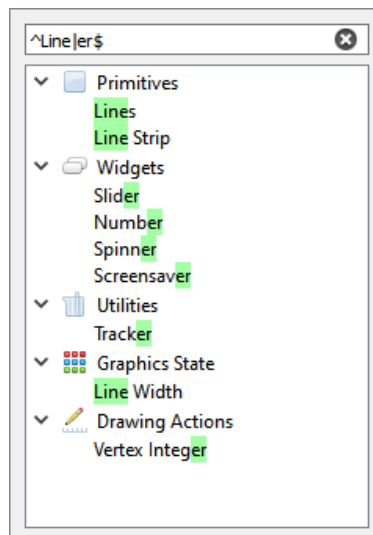 ^Line|er$
Primitives
Lines
Line Strip
Widgets
Slider
Number
Spinner
Screensaver
Utilities
Tracker
Graphics State
Line Width
Drawing Actions
Vertex Integer